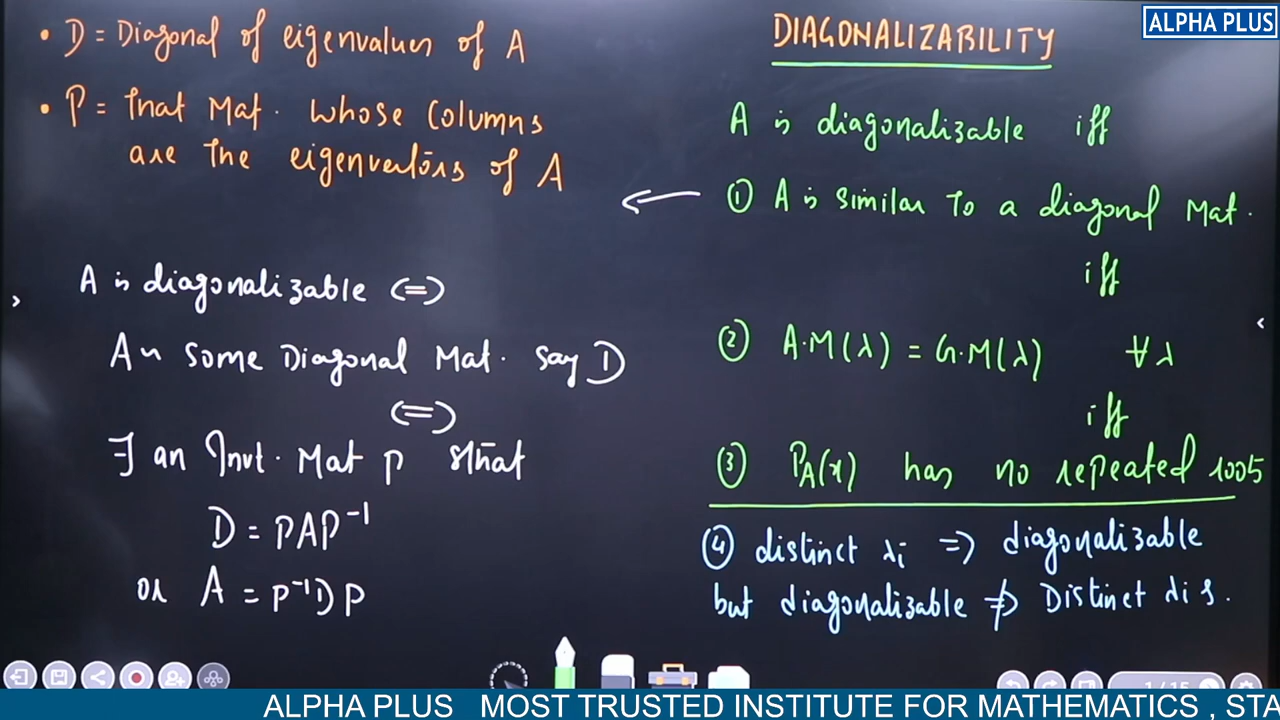 • D = Diagonal of eigenvalues of A
• P = that Mat. whose columns
are the eigenvectors of A
A is diagonalizable <=>
A ~ some Diagonal Mat. say D
<=>
∃ an Invt. Mat P s that
D = PAP⁻¹
or A = P⁻¹DP
ALPHA PLUS
DIAGONALIZABILITY
A is diagonalizable iff
① A is similar to a diagonal Mat.
iff
② A.M(λ) = G.M(λ) ∀ λ
iff
③ P_A(x) has no repeated roots
④ distinct λi => diagonalizable
but diagonalizable ≠> Distinct λi s.
1/15
ALPHA PLUS MOST TRUSTED INSTITUTE FOR MATHEMATICS , STA